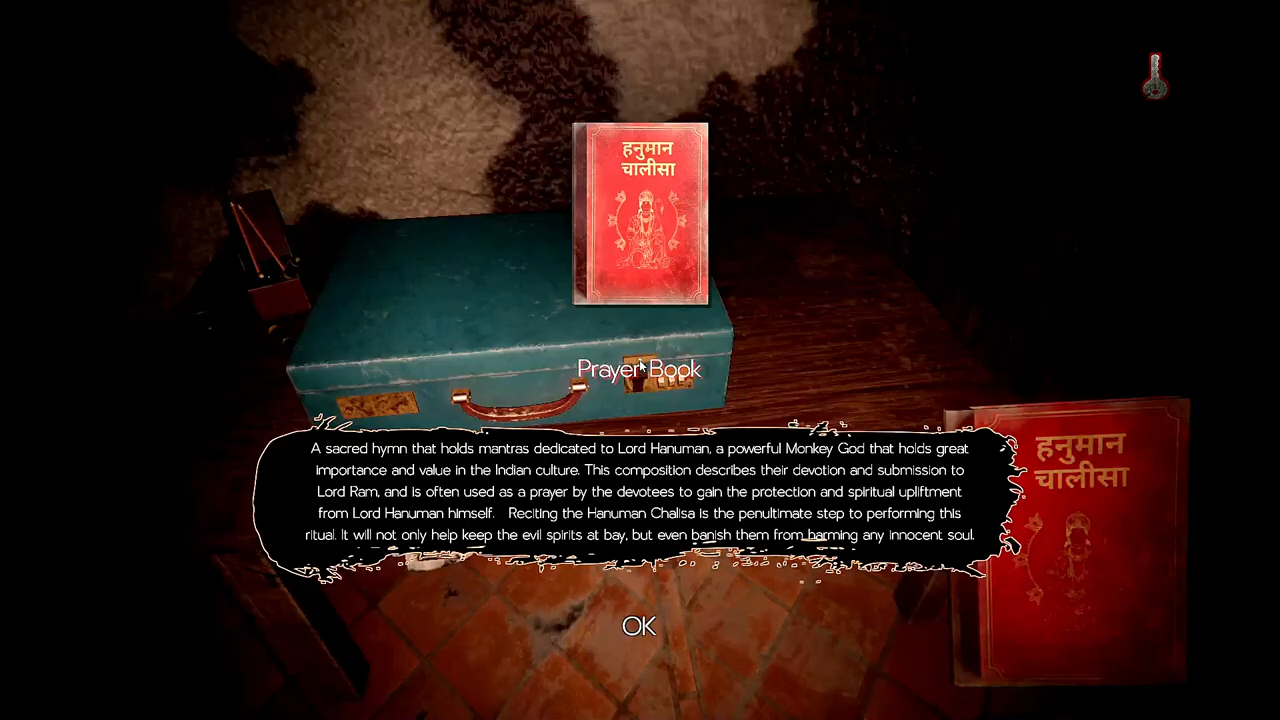 हनुमान
चालीसा
Prayer Book
A sacred hymn that holds mantras dedicated to Lord Hanuman, a powerful Monkey God that holds great
importance and value in the Indian culture. This composition describes their devotion and submission to
Lord Ram, and is often used as a prayer by the devotees to gain the protection and spiritual upliftment
from Lord Hanuman himself. Reciting the Hanuman Chalisa is the penultimate step to performing this
ritual. It will not only help keep the evil spirits at bay, but even banish them from harming any innocent soul.
हनुमान
चालीसा
OK